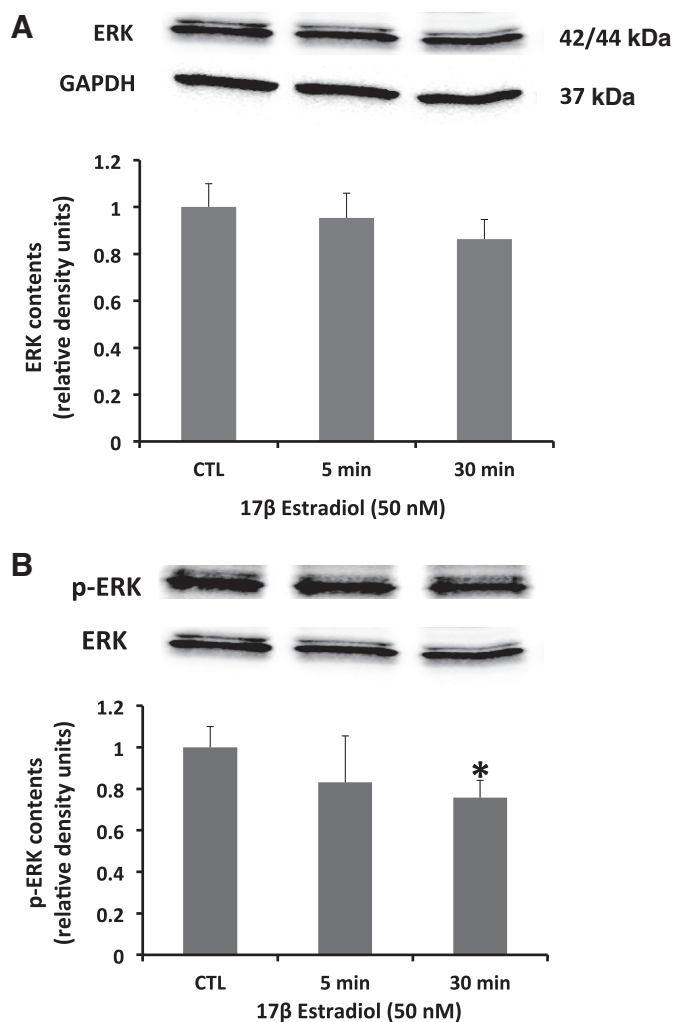 A
ERK
42/44 kDa
GAPDH
37 kDa
ERK contents
(relative density units)
1.2
1
0.8
0.6
0.4
0.2
0
CTL 5 min 30 min
17β Estradiol (50 nM)
B
p-ERK
ERK
p-ERK contents
(relative density units)
1.2
1
0.8
0.6
0.4
0.2
0
*
CTL 5 min 30 min
17β Estradiol (50 nM)